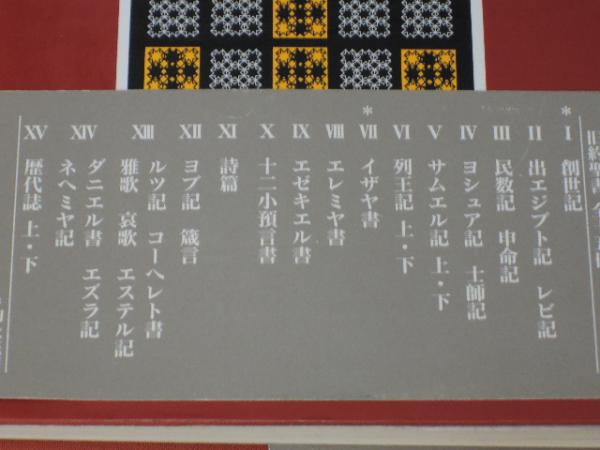 旧約聖書
*
I 創世記
II 出エジプト記 レビ記
III 民数記 申命記
IV ヨシュア記 士師記
V サムエル記 上・下
VI 列王記 上・下
*
VII イザヤ書
VIII エレミヤ書
IX エゼキエル書
X 十二小預言書
XI 詩篇
XII ヨブ記 箴言
XIII ルツ記 コーヘレト書
雅歌 哀歌 エステル記
XIV ダニエル書 エズラ記
ネヘミヤ記
XV 歴代誌 上・下